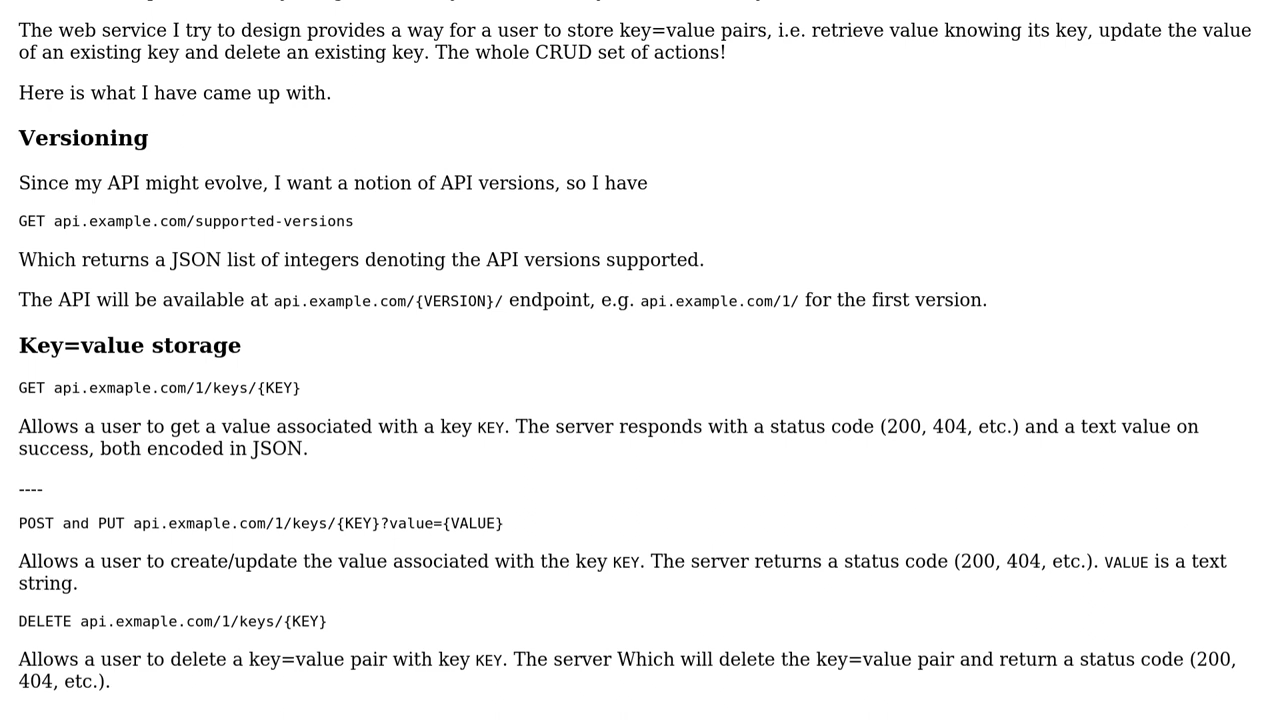 The web service I try to design provides a way for a user to store key=value pairs, i.e. retrieve value knowing its key, update the value
of an existing key and delete an existing key. The whole CRUD set of actions!
Here is what I have came up with.
Versioning
Since my API might evolve, I want a notion of API versions, so I have
GET api.example.com/supported-versions
Which returns a JSON list of integers denoting the API versions supported.
The API will be available at api.example.com/{VERSION}/ endpoint, e.g. api.example.com/1/ for the first version.
Key=value storage
GET api.exmaple.com/1/keys/{KEY}
Allows a user to get a value associated with a key KEY. The server responds with a status code (200, 404, etc.) and a text value on
success, both encoded in JSON.
----
POST and PUT api.exmaple.com/1/keys/{KEY}?value={VALUE}
Allows a user to create/update the value associated with the key KEY. The server returns a status code (200, 404, etc.). VALUE is a text
string.
DELETE api.exmaple.com/1/keys/{KEY}
Allows a user to delete a key=value pair with key KEY. The server Which will delete the key=value pair and return a status code (200,
404, etc.).